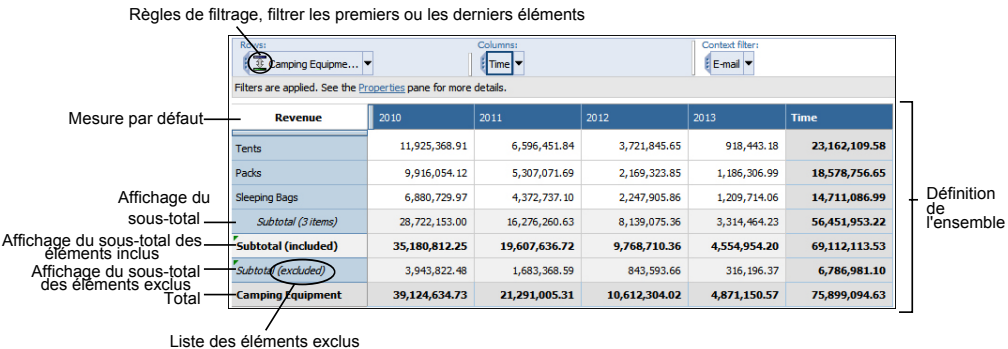 Règles de filtrage, filtrer les premiers ou les derniers éléments
Rows: Columns: Context filter:
Camping Equipme... Time E-mail
Filters are applied. See the Properties pane for more details.
Mesure par défaut
Revenue 2010 2011 2012 2013 Time
Tents 11,925,368.91 6,596,451.84 3,721,845.65 918,443.18 23,162,109.58
Packs 9,916,054.12 5,307,071.69 2,169,323.85 1,186,306.99 18,578,756.65
Sleeping Bags 6,880,729.97 4,372,737.10 2,247,905.86 1,209,714.06 14,711,086.99
Subtotal (3 items) 28,722,153.00 16,276,260.63 8,139,075.36 3,314,464.23 56,451,953.22
Subtotal (included) 35,180,812.25 19,607,636.72 9,768,710.36 4,554,954.20 69,112,113.53
Subtotal (excluded) 3,943,822.48 1,683,368.59 843,593.66 316,196.37 6,786,981.10
Camping Equipment 39,124,634.73 21,291,005.31 10,612,304.02 4,871,150.57 75,899,094.63
Affichage du
sous-total
Affichage du sous-total des
éléments inclus
Affichage du sous-total
des éléments exclus
Total
Définition
de
l'ensemble
Liste des éléments exclus